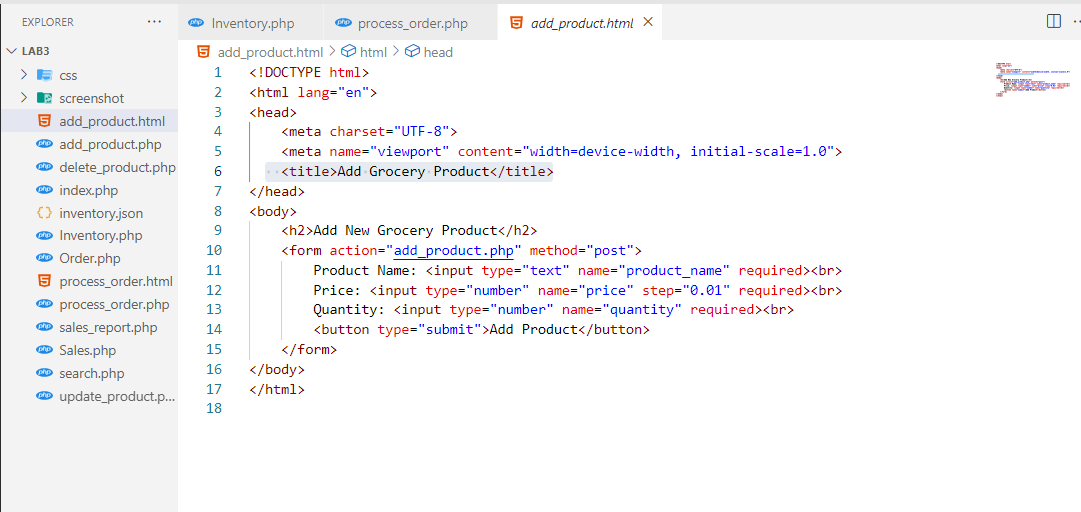 EXPLORER ···
LAB3
css
screenshot
add_product.html
add_product.php
delete_product.php
index.php
inventory.json
Inventory.php
Order.php
process_order.html
process_order.php
sales_report.php
Sales.php
search.php
update_product.p...
php Inventory.php php process_order.php add_product.html ×
add_product.html > html > head
1 <!DOCTYPE html>
2 <html lang="en">
3 <head>
4     <meta charset="UTF-8">
5     <meta name="viewport" content="width=device-width, initial-scale=1.0">
6     <title>Add Grocery Product</title>
7 </head>
8 <body>
9     <h2>Add New Grocery Product</h2>
10     <form action="add_product.php" method="post">
11         Product Name: <input type="text" name="product_name" required><br>
12         Price: <input type="number" name="price" step="0.01" required><br>
13         Quantity: <input type="number" name="quantity" required><br>
14         <button type="submit">Add Product</button>
15     </form>
16 </body>
17 </html>
18